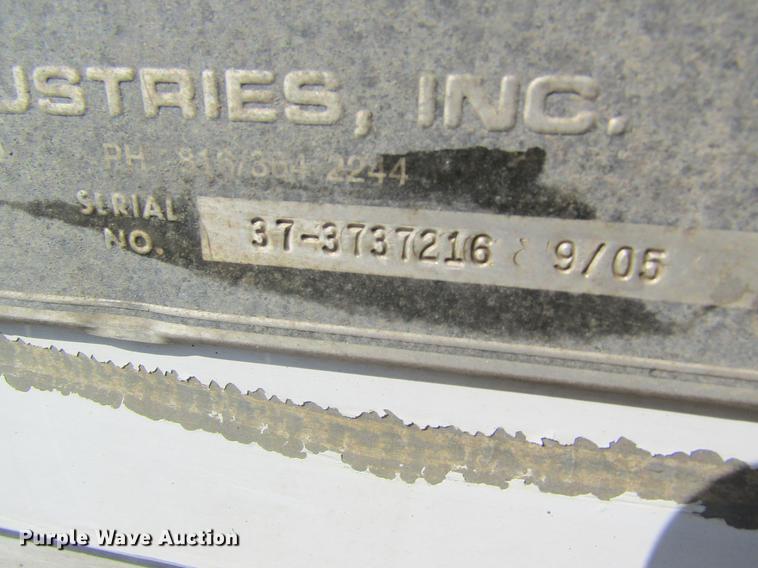 USTRIES, INC.
PH 816/364-2244
SERIAL
NO. 37-3737216 9/05
Purple Wave Auction